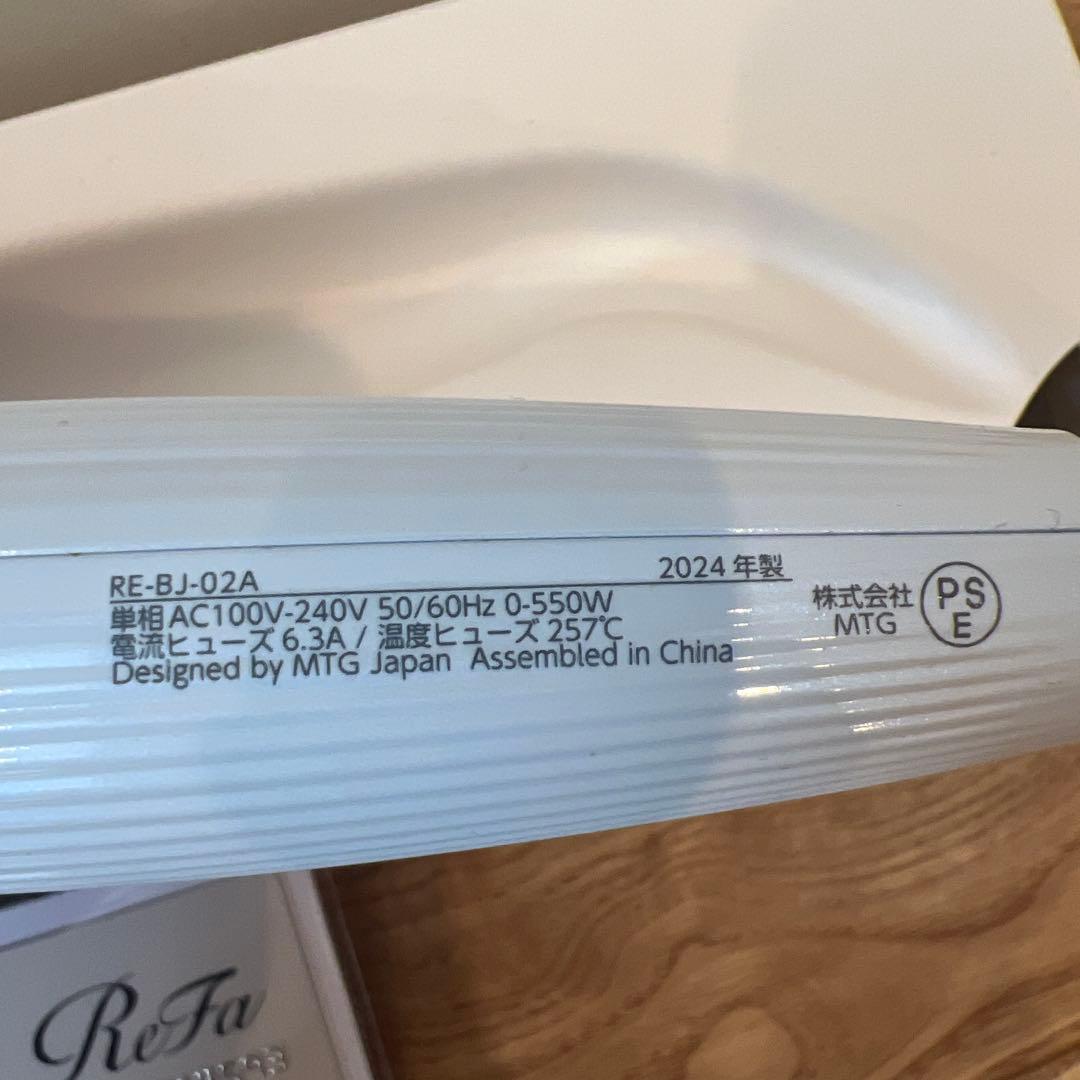 RE-BJ-02A 2024 年製
単相 AC100V-240V 50/60Hz 0-550W
電流ヒューズ 6.3A / 温度ヒューズ 257℃
Designed by MTG Japan Assembled in China
株式会社
MTG
PS
E
ReFa